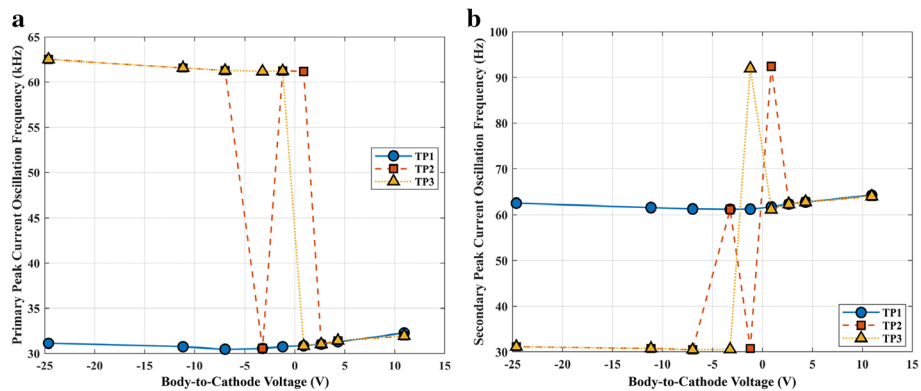 a
Primary Peak Current Oscillation Frequency (kHz)
65
60
55
50
45
40
35
30
-25 -20 -15 -10 -5 0 5 10 15
Body-to-Cathode Voltage (V)
TP1
TP2
TP3
b
Secondary Peak Current Oscillation Frequency (Hz)
100
90
80
70
60
50
40
30
-25 -20 -15 -10 -5 0 5 10 15
Body-to-Cathode Voltage (V)
TP1
TP2
TP3